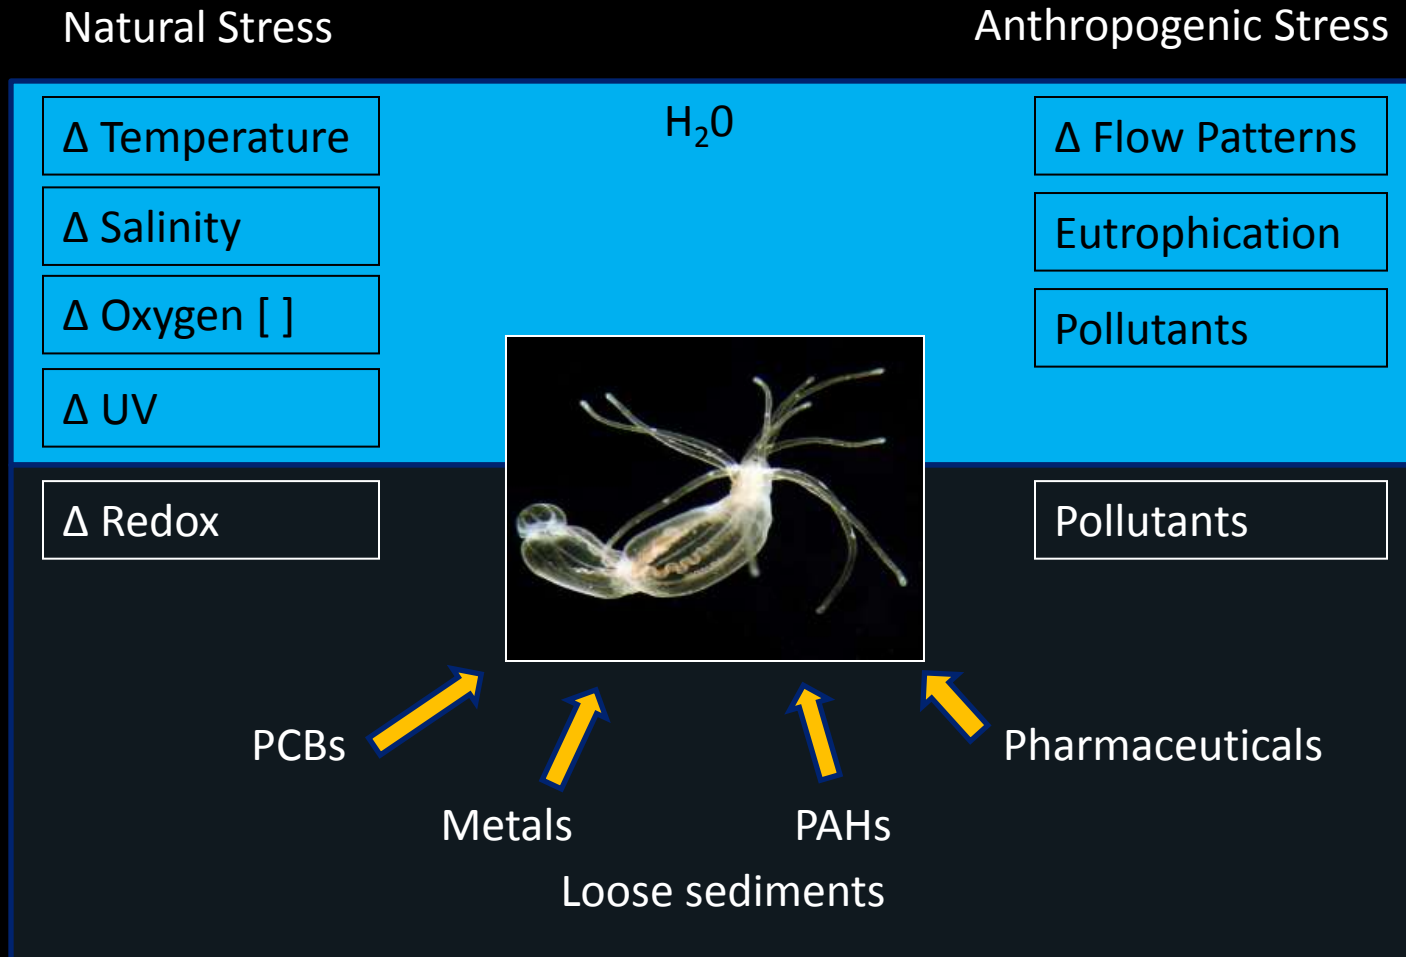 Natural Stress
Anthropogenic Stress
H₂0
Δ Temperature
Δ Salinity
Δ Oxygen [ ]
Δ UV
Δ Flow Patterns
Eutrophication
Pollutants
Δ Redox
Pollutants
PCBs
Metals
PAHs
Pharmaceuticals
Loose sediments